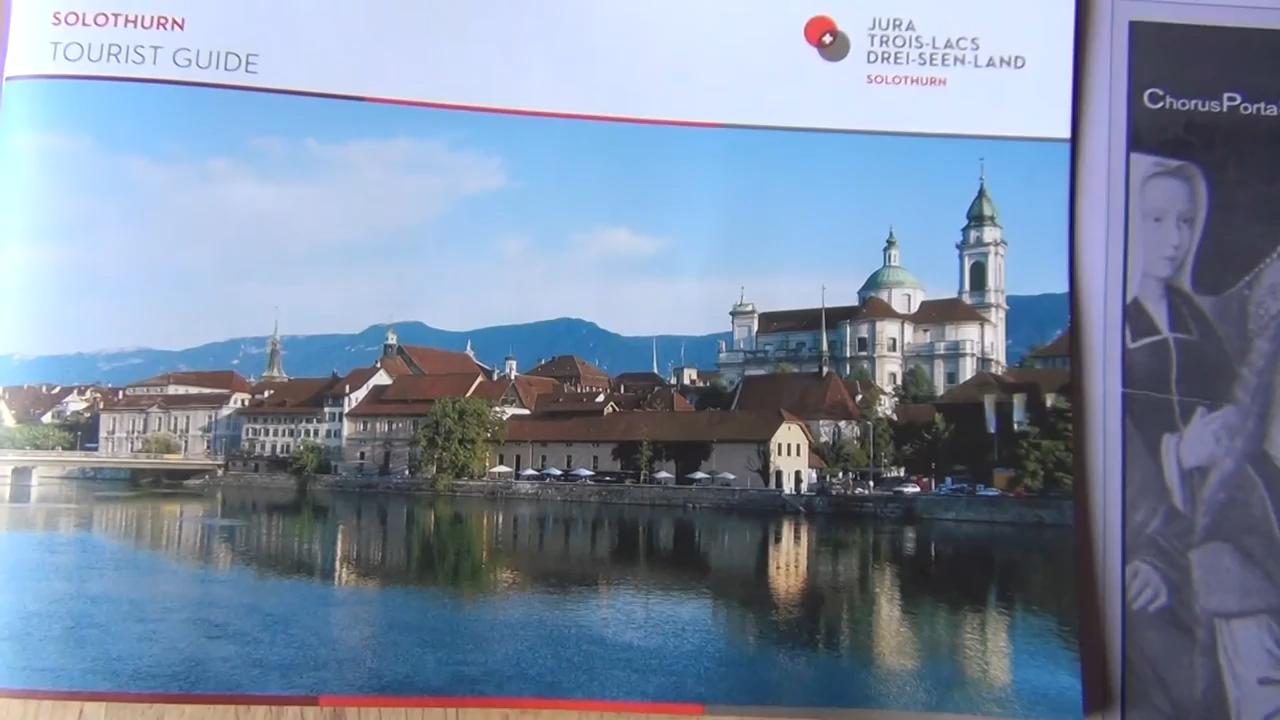 SOLOTHURN
TOURIST GUIDE
JURA
TROIS-LACS
DREI-SEEN-LAND
SOLOTHURN
ChorusPorta